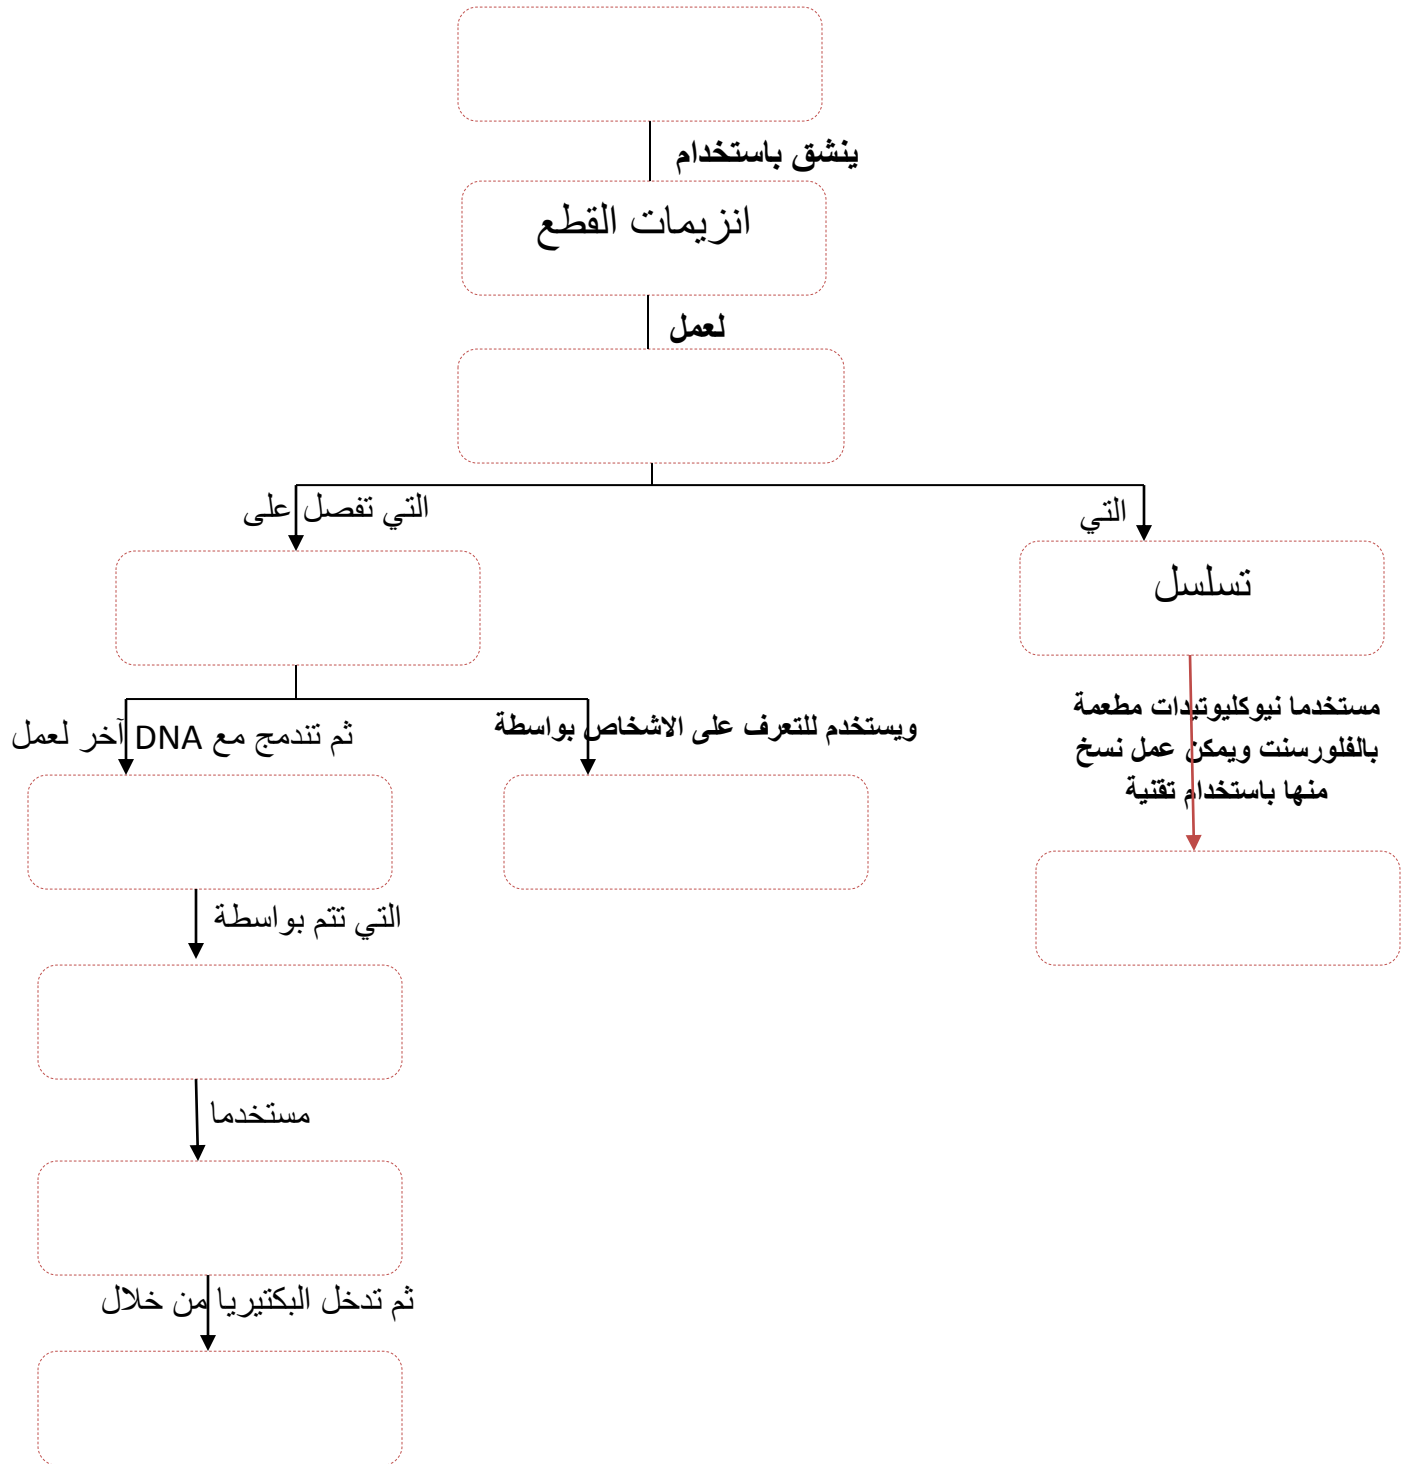 ينشق باستخدام
انزيمات القطع
لعمل
التي
التي تفصل على
تسلسل
مستخدما نيوكليوتيدات مطعمة
بالفلورسنت ويمكن عمل نسخ
منها باستخدام تقنية
ويستخدم للتعرف على الاشخاص بواسطة
ثم تندمج مع DNA آخر لعمل
التي تتم بواسطة
مستخدما
ثم تدخل البكتيريا من خلال